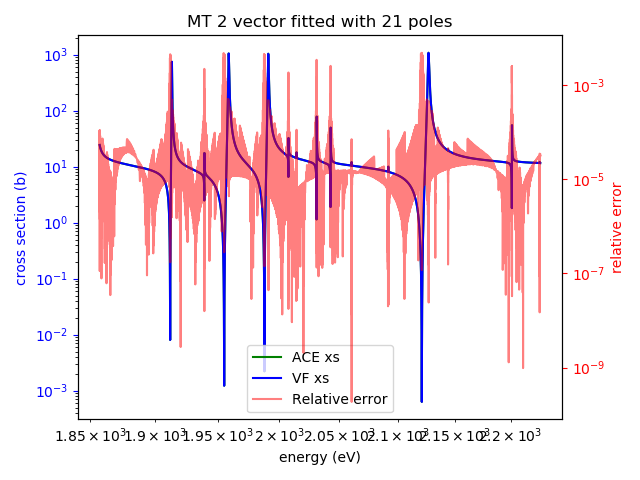 MT 2 vector fitted with 21 poles
10³
10²
10¹
10⁰
10⁻¹
10⁻²
10⁻³
cross section (b)
10⁻³
10⁻⁵
10⁻⁷
10⁻⁹
relative error
ACE xs
VF xs
Relative error
1.85 × 10³ 1.9 × 10³ 1.95 × 10³ 2 × 10³ 2.05 × 10³ 2.1 × 10³ 2.15 × 10³ 2.2 × 10³
energy (eV)